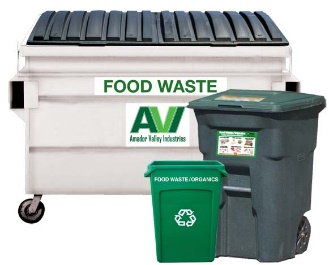 FOOD WASTE
AV
Amador Valley Industries
FOOD WASTE/ORGANICS